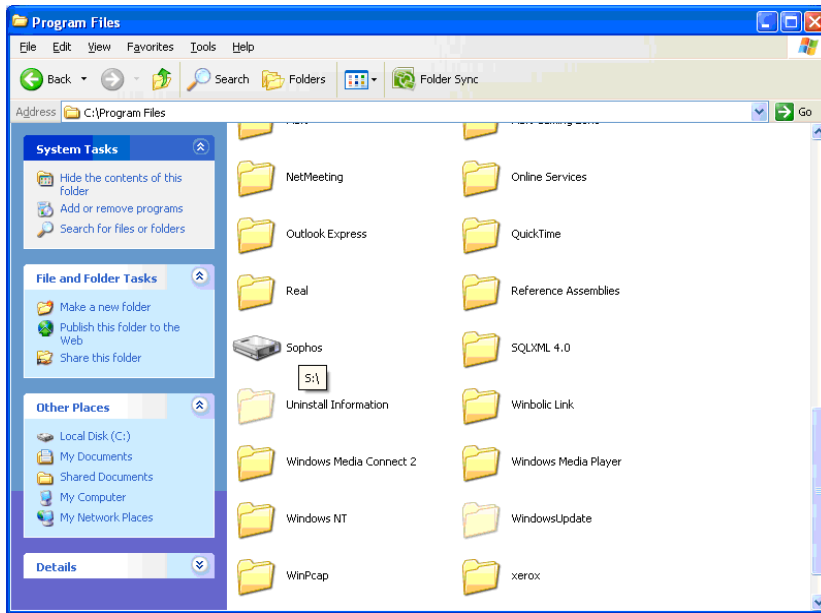 Program Files
File Edit View Favorites Tools Help
Back Search Folders Folder Sync
Address C:\Program Files Go
System Tasks
Hide the contents of this
folder
Add or remove programs
Search for files or folders
File and Folder Tasks
Make a new folder
Publish this folder to the
Web
Share this folder
Other Places
Local Disk (C:)
My Documents
Shared Documents
My Computer
My Network Places
Details
NetMeeting Online Services
Outlook Express QuickTime
Real Reference Assemblies
Sophos SQLXML 4.0
S:\
Uninstall Information Winbolic Link
Windows Media Connect 2 Windows Media Player
Windows NT WindowsUpdate
WinPcap xerox